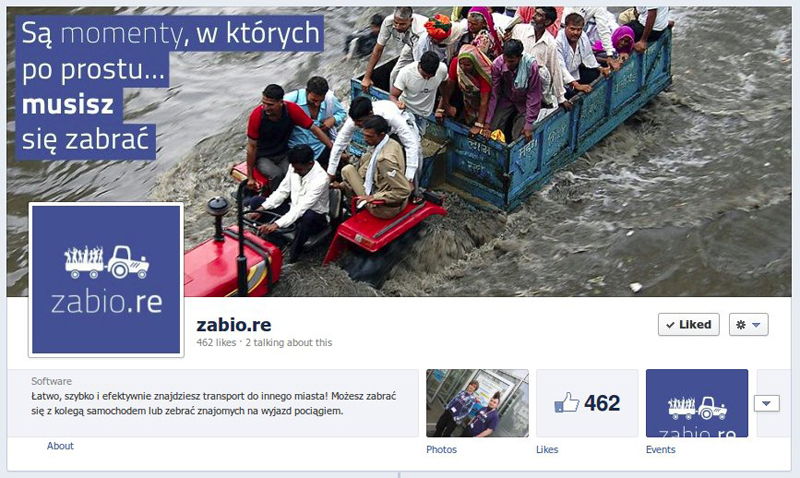 Są momenty, w których
po prostu...
musisz
się zabrać
zabio.re
zabio.re
462 likes · 2 talking about this
Liked
Software
Łatwo, szybko i efektywnie znajdziesz transport do innego miasta! Możesz zabrać
się z kolegą samochodem lub zebrać znajomych na wyjazd pociągiem.
About
Photos
462
Likes
zabio.re
Events